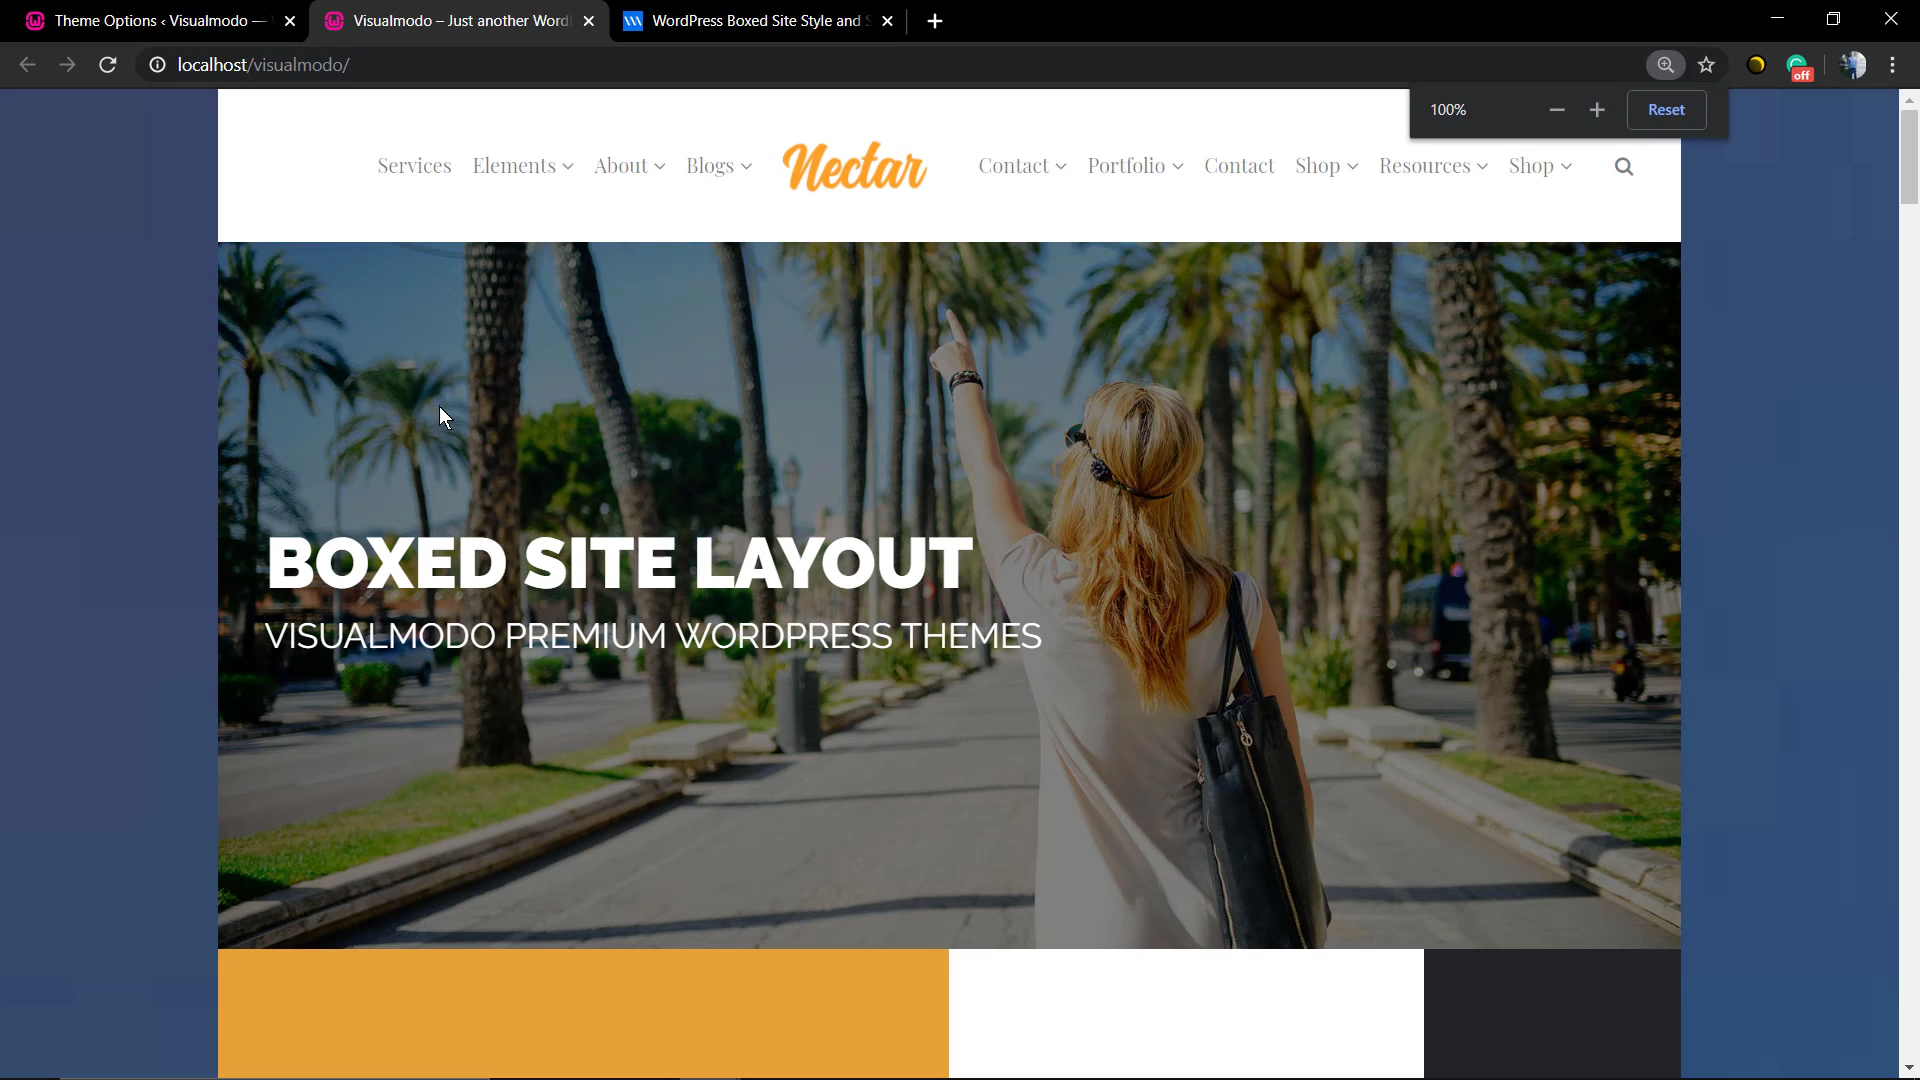 Theme Options ‹ Visualmodo —
Visualmodo – Just another Word
WordPress Boxed Site Style and S
localhost/visualmodo/
off
100%
Reset
Services Elements About Blogs Nectar Contact Portfolio Contact Shop Resources Shop
BOXED SITE LAYOUT
VISUALMODO PREMIUM WORDPRESS THEMES